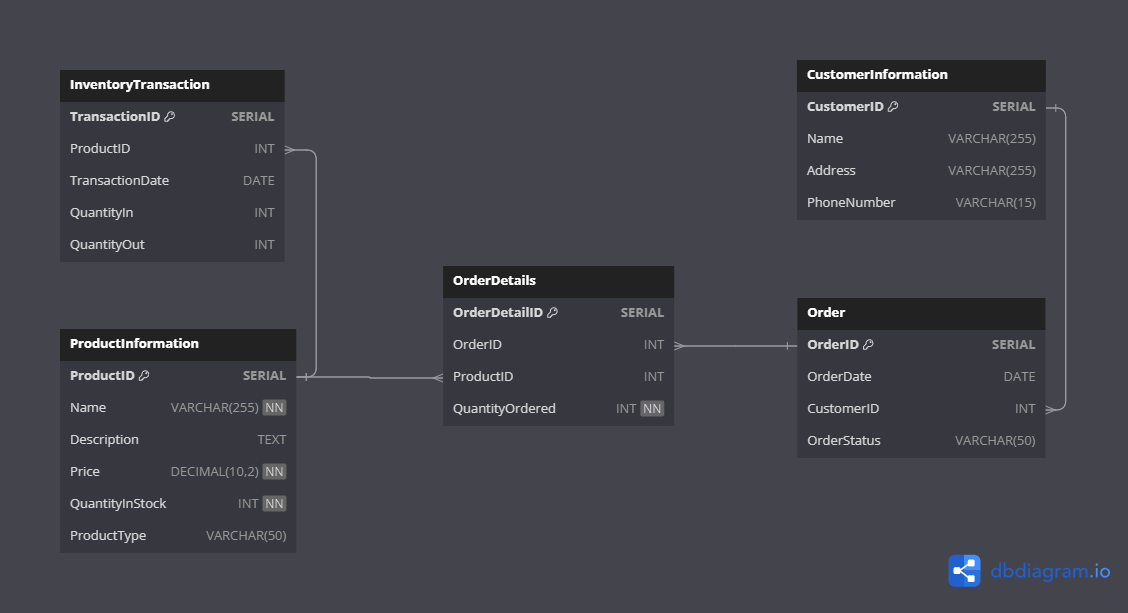 InventoryTransaction
TransactionID SERIAL
ProductID INT
TransactionDate DATE
QuantityIn INT
QuantityOut INT
ProductInformation
ProductID SERIAL
Name VARCHAR(255) NN
Description TEXT
Price DECIMAL(10,2) NN
QuantityInStock INT NN
ProductType VARCHAR(50)
OrderDetails
OrderDetailID SERIAL
OrderID INT
ProductID INT
QuantityOrdered INT NN
CustomerInformation
CustomerID SERIAL
Name VARCHAR(255)
Address VARCHAR(255)
PhoneNumber VARCHAR(15)
Order
OrderID SERIAL
OrderDate DATE
CustomerID INT
OrderStatus VARCHAR(50)
dbdiagram.io